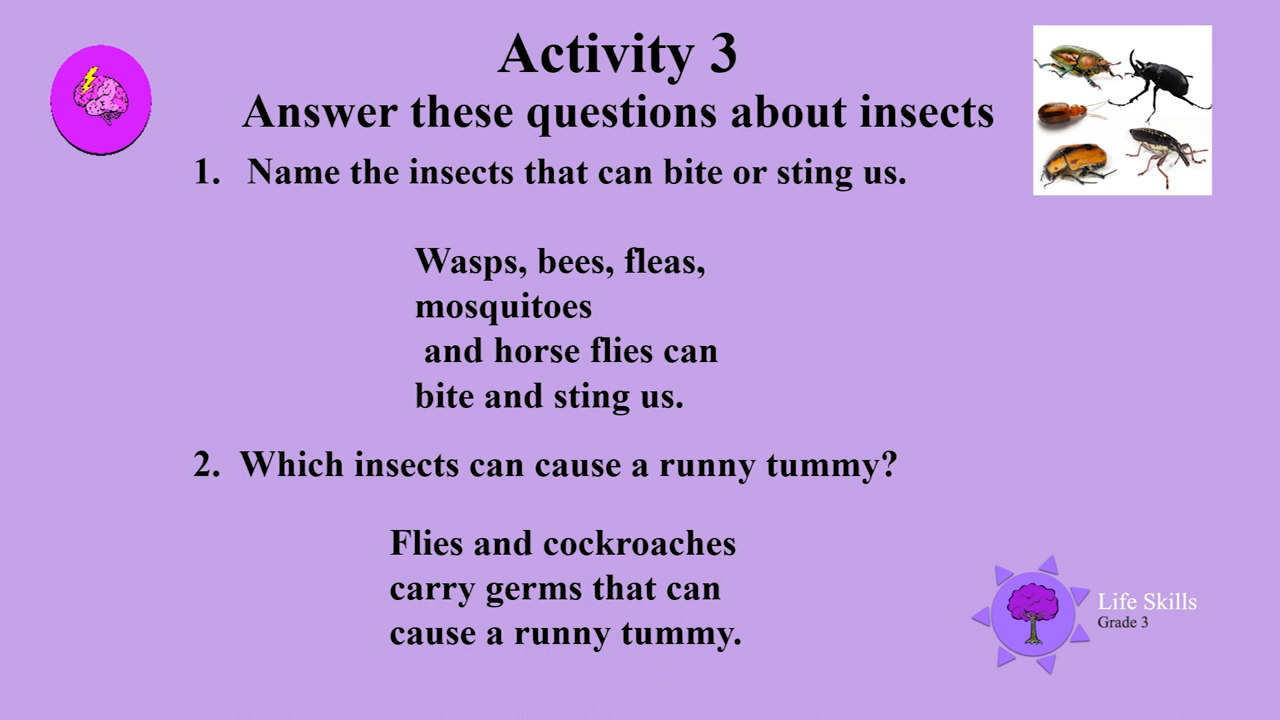 Activity 3
Answer these questions about insects
1. Name the insects that can bite or sting us.
Wasps, bees, fleas,
mosquitoes
and horse flies can
bite and sting us.
2. Which insects can cause a runny tummy?
Flies and cockroaches
carry germs that can
cause a runny tummy.
Life Skills
Grade 3